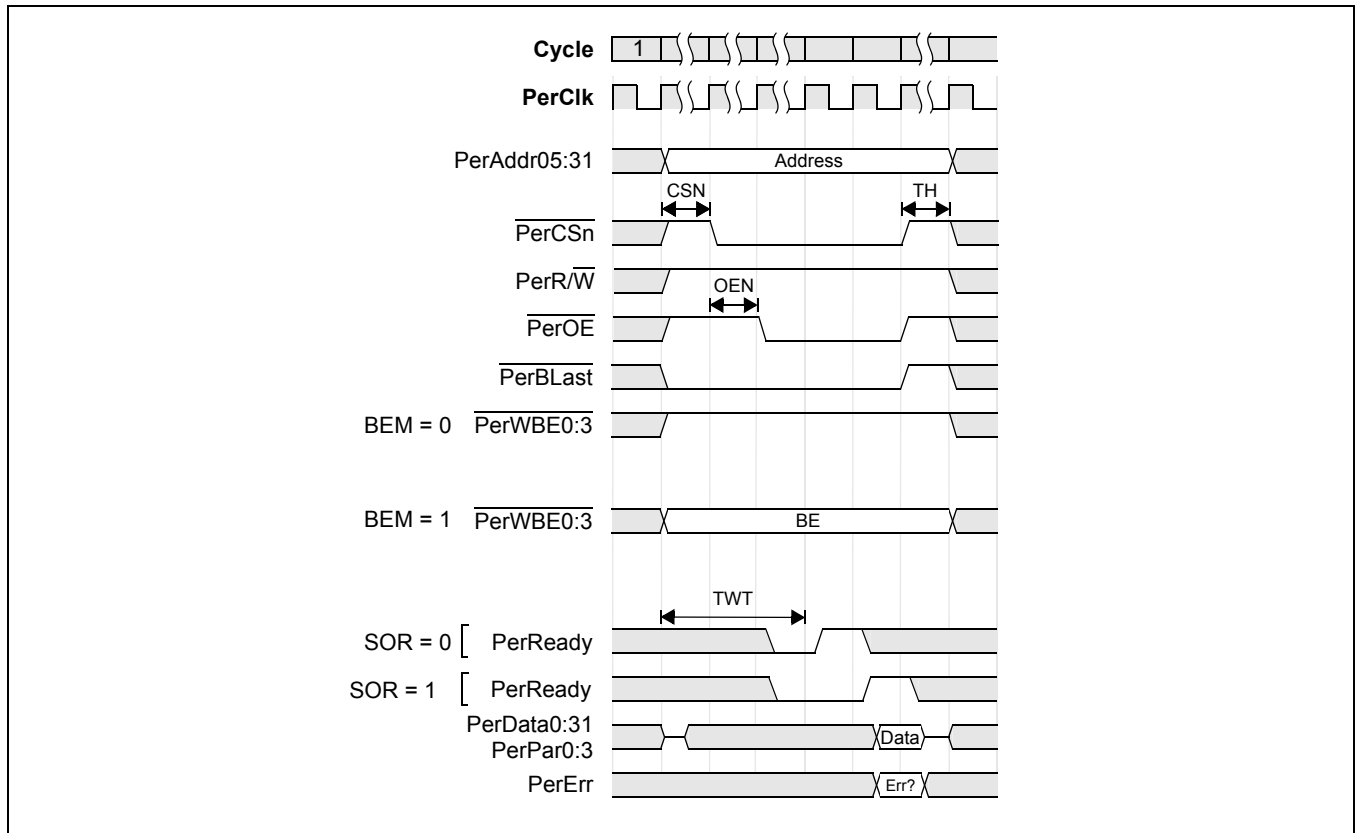 Cycle 1
PerClk
PerAddr05:31 Address
CSN TH
PerCSn
PerR/W
OEN
PerOE
PerBLast
BEM = 0 PerWBE0:3
BEM = 1 PerWBE0:3 BE
TWT
SOR = 0 [ PerReady
SOR = 1 [ PerReady
PerData0:31
Data
PerPar0:3
PerErr Err?